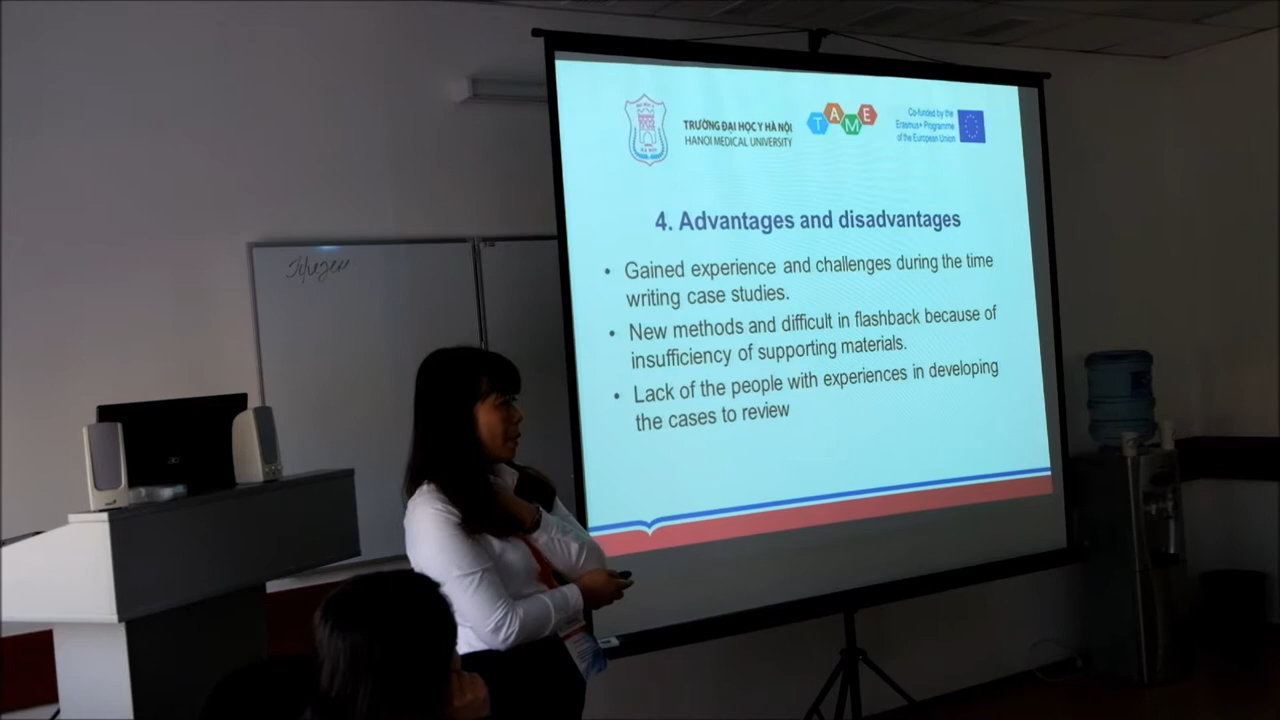 TRƯỜNG ĐẠI HỌC Y HÀ NỘI
HANOI MEDICAL UNIVERSITY
TAME
Co-funded by the
Erasmus+ Programme
of the European Union
4. Advantages and disadvantages
• Gained experience and challenges during the time
writing case studies.
• New methods and difficult in flashback because of
insufficiency of supporting materials.
• Lack of the people with experiences in developing
the cases to review